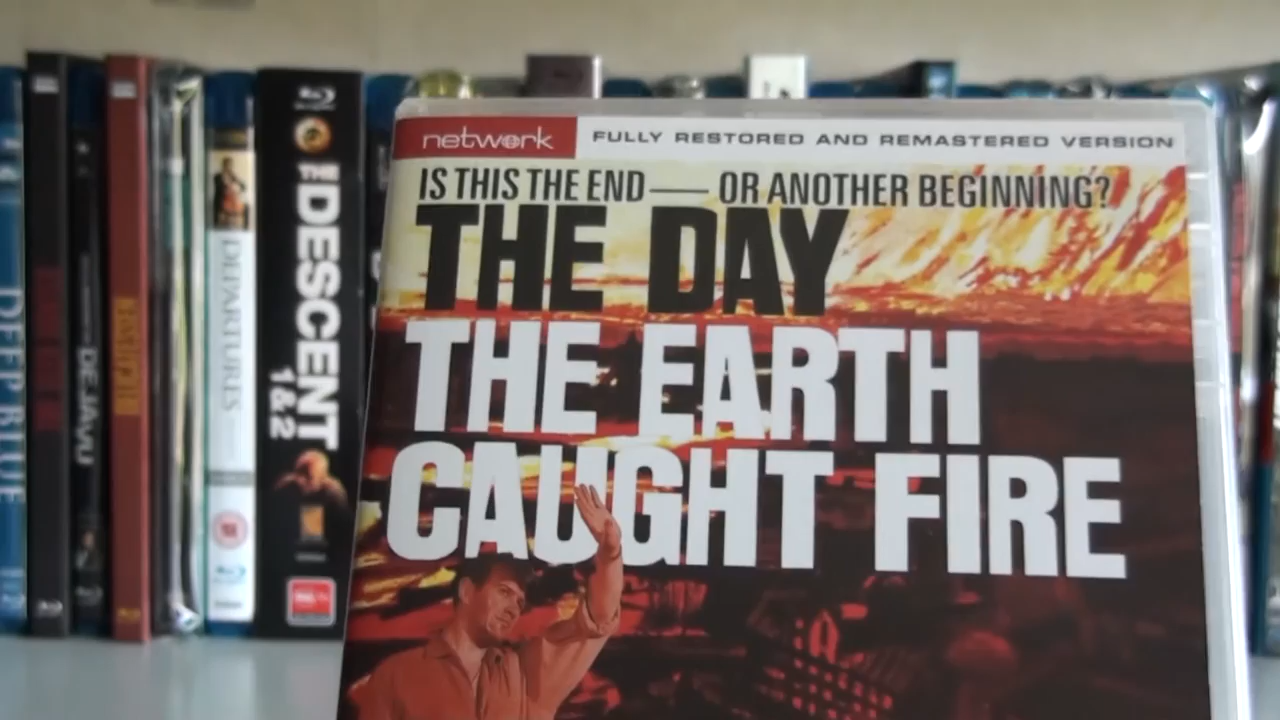 network
FULLY RESTORED AND REMASTERED VERSION
IS THIS THE END — OR ANOTHER BEGINNING?
THE DAY
THE EARTH
CAUGHT FIRE
DEEP BLUE
DEJAVU
DEPARTURES
THE DESCENT
1 & 2